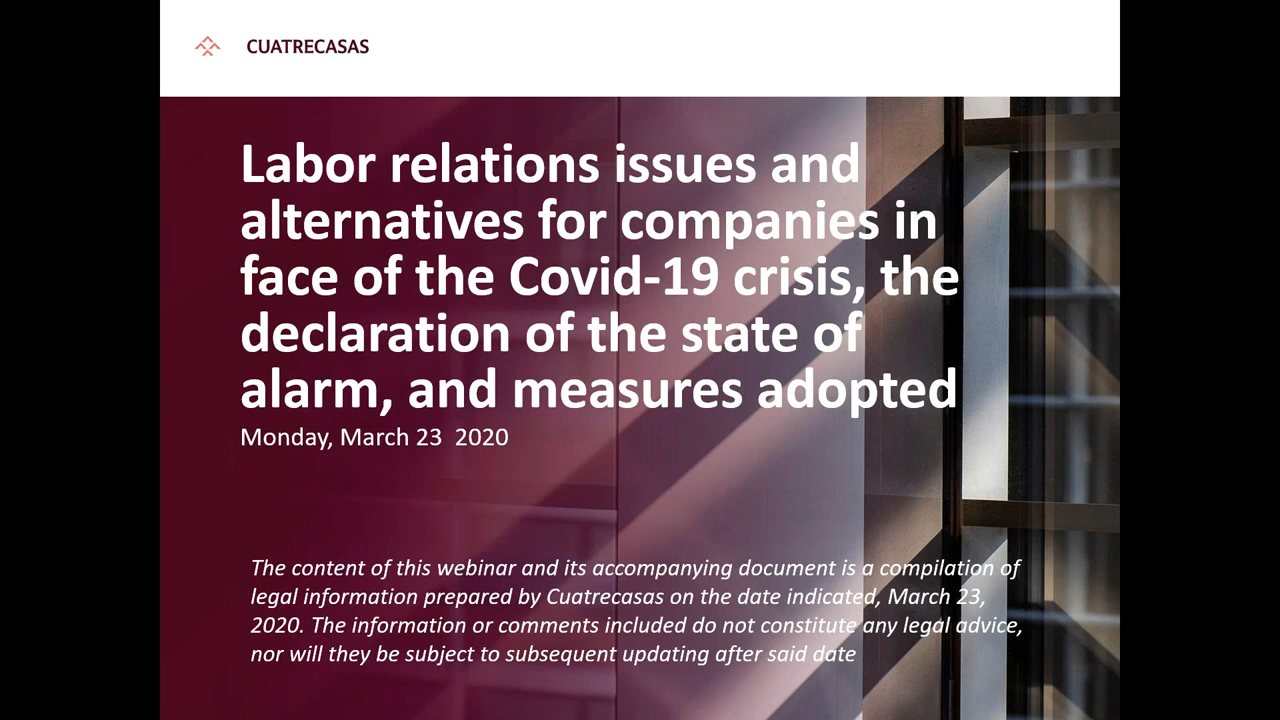 CUATRECASAS
Labor relations issues and
alternatives for companies in
face of the Covid-19 crisis, the
declaration of the state of
alarm, and measures adopted
Monday, March 23  2020
The content of this webinar and its accompanying document is a compilation of
legal information prepared by Cuatrecasas on the date indicated, March 23,
2020. The information or comments included do not constitute any legal advice,
nor will they be subject to subsequent updating after said date